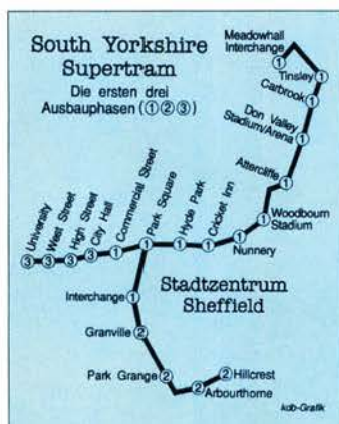 South Yorkshire
Supertram
Die ersten drei
Ausbauphasen (①②③)
Meadowhall
Interchange
①
Tinsley ①
Carbrook ①
Don Valley
Stadium/Arena ①
Attercliffe ①
Woodbourn
Stadium
①
Nunnery
①
Cricket Inn
①
Hyde Park
①
Park Square
①
Commercial Street
①
City Hall
③
High Street
③
West Street
③
University
③
Stadtzentrum
Sheffield
Interchange ①
Granville ②
Park Grange ②
② Hillcrest
②
Arbourthorne
kdb-Grafik